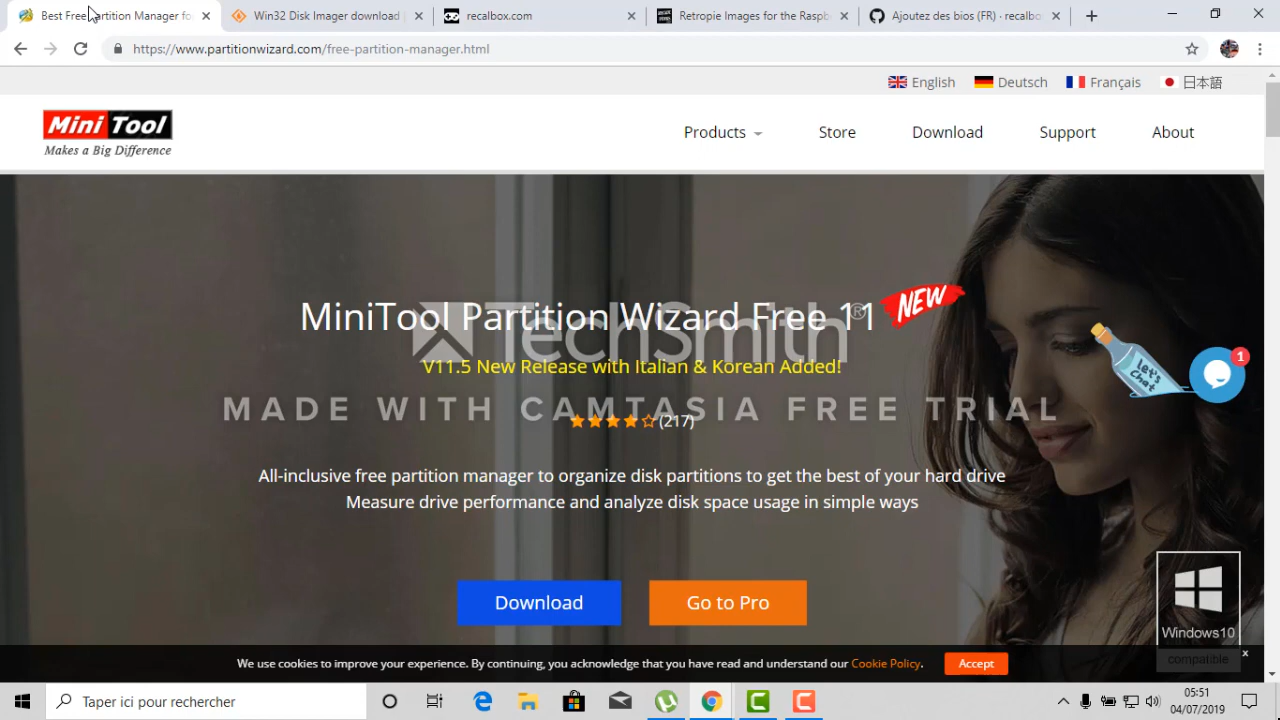 Best Free Partition Manager for
Win32 Disk Imager download
recalbox.com
Retropie Images for the Raspb
Ajoutez des bios (FR) · recalbo
https://www.partitionwizard.com/free-partition-manager.html
English
Deutsch
Français
日本語
Mini Tool
Makes a Big Difference
Products
Store
Download
Support
About
MiniTool Partition Wizard Free 11
NEW
TechSmith®
V11.5 New Release with Italian & Korean Added!
MADE WITH CAMTASIA FREE TRIAL
(217)
Let's Chat
1
All-inclusive free partition manager to organize disk partitions to get the best of your hard drive
Measure drive performance and analyze disk space usage in simple ways
Download
Go to Pro
Windows10
compatible
We use cookies to improve your experience. By continuing, you acknowledge that you have read and understand our Cookie Policy.
Accept
x
Taper ici pour rechercher
05:51
04/07/2019